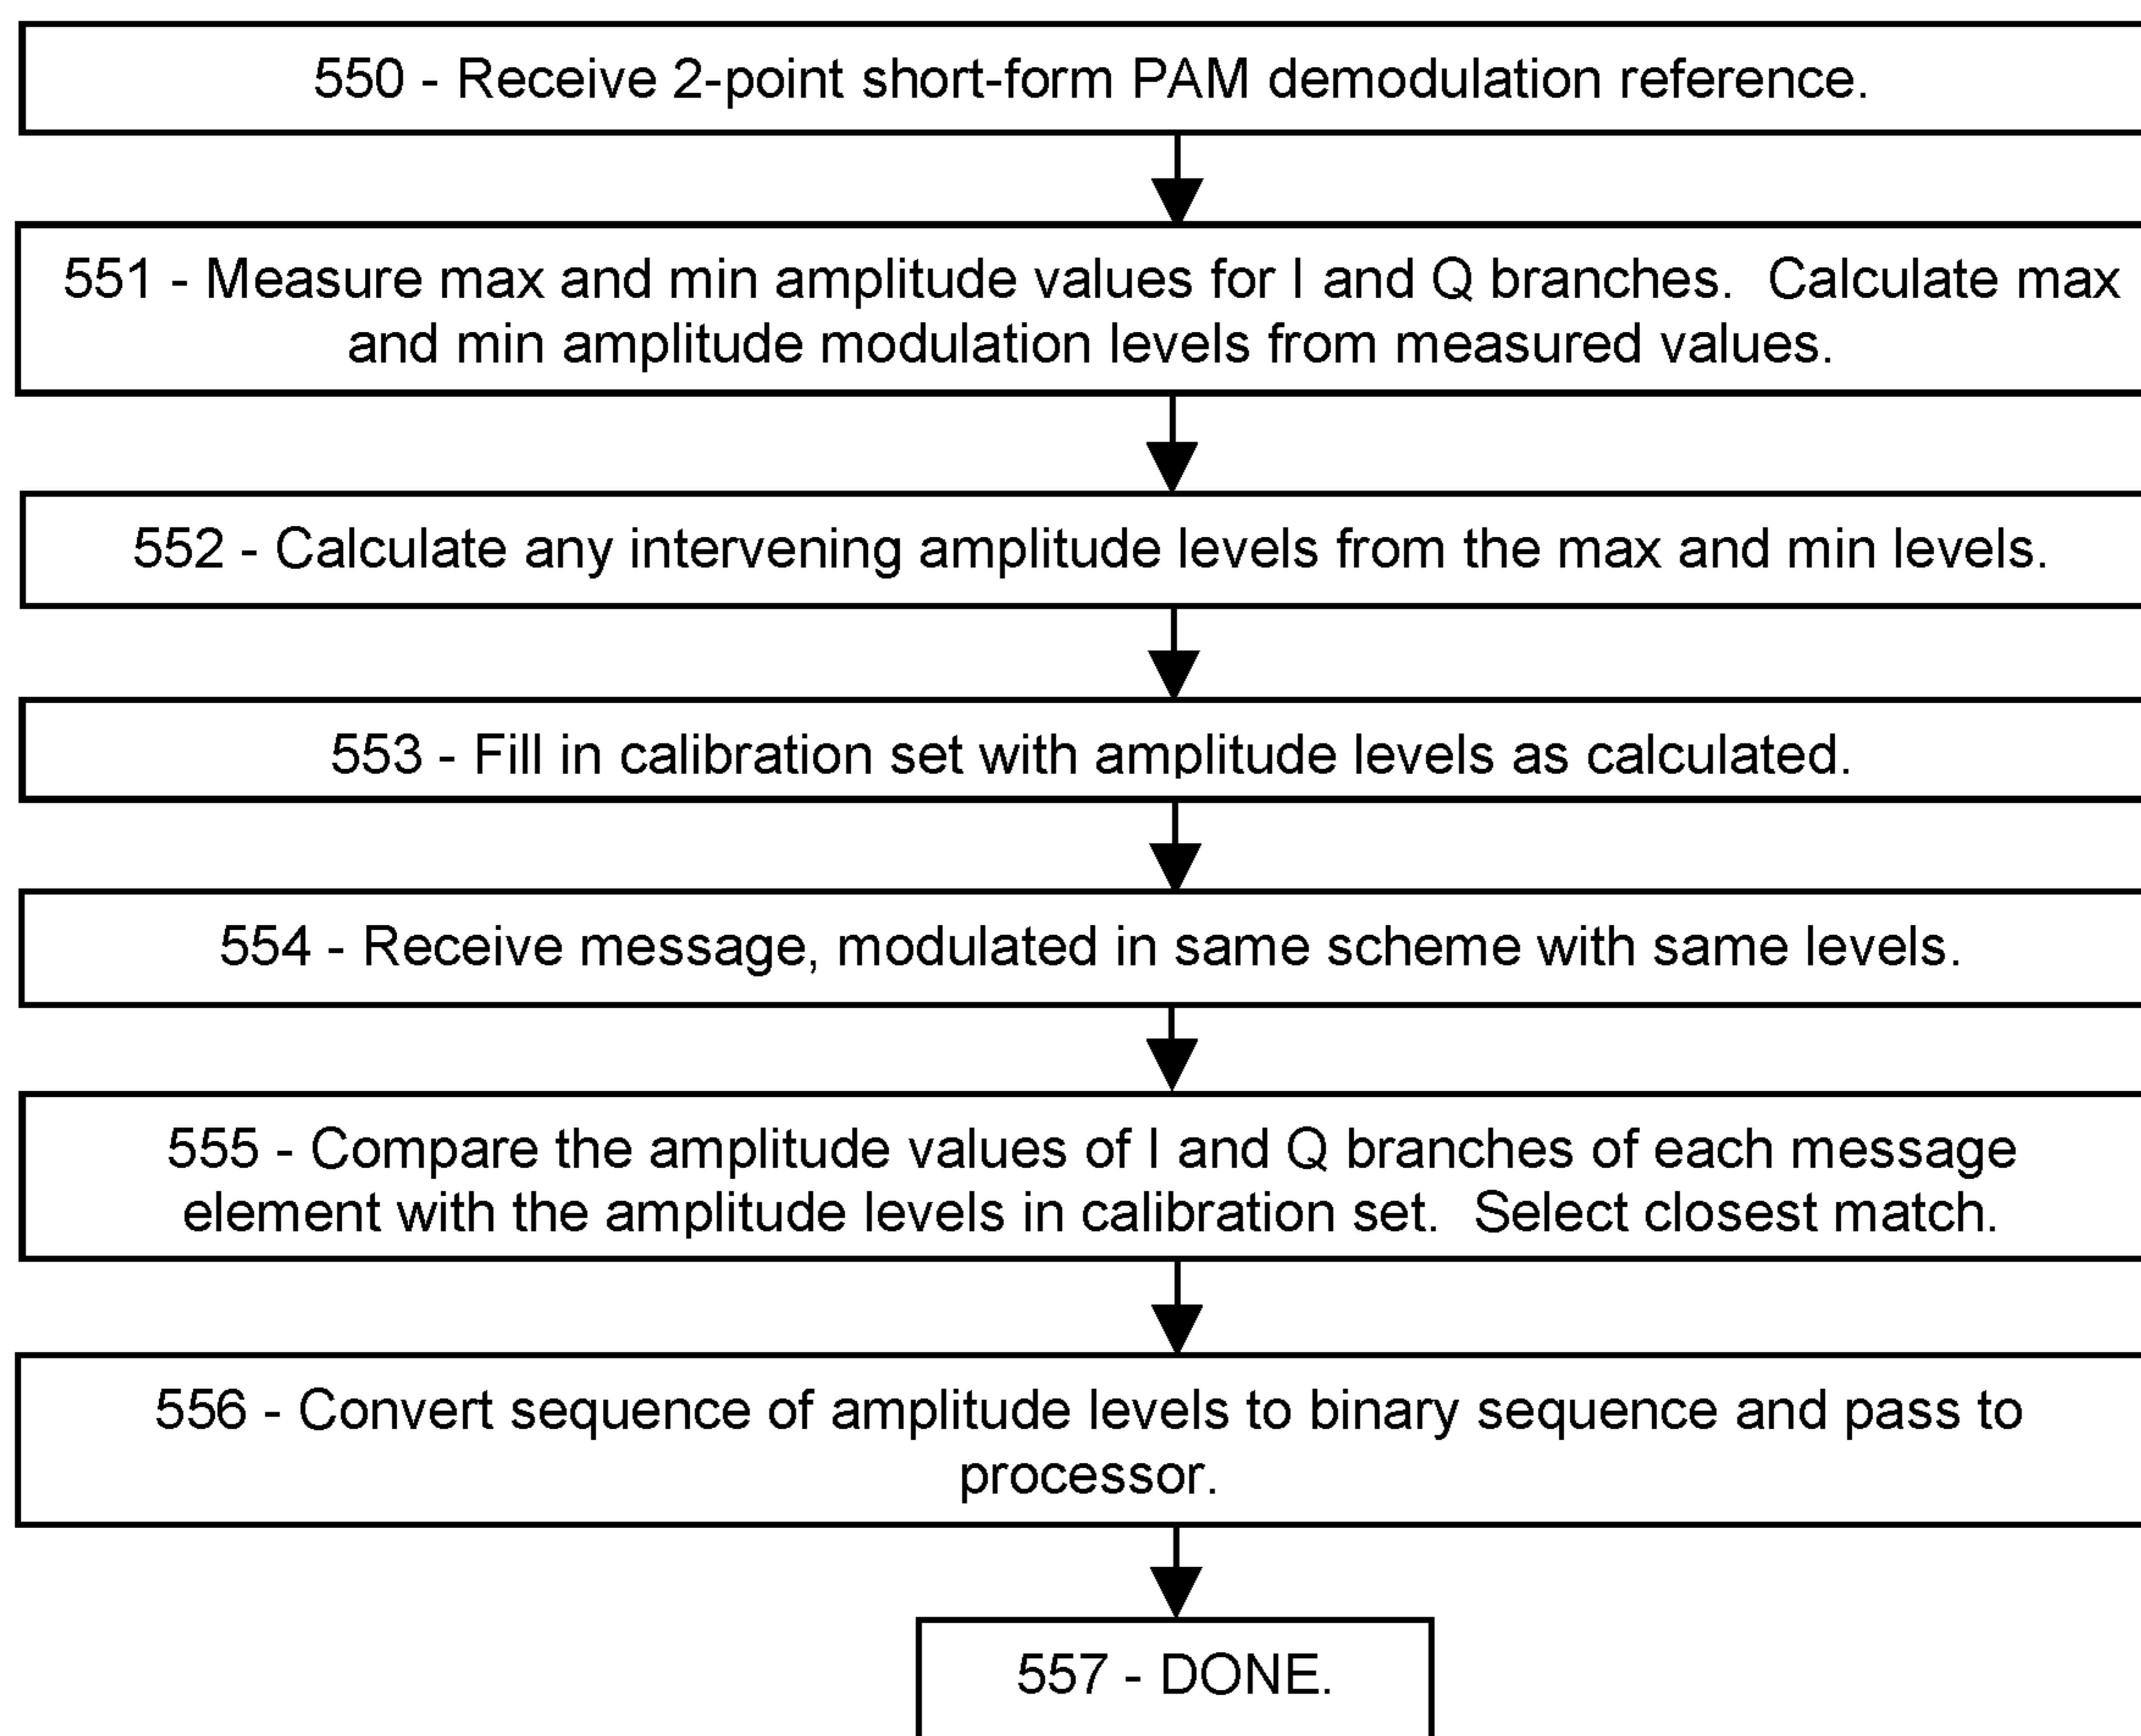 550 - Receive 2-point short-form PAM demodulation reference.
551 - Measure max and min amplitude values for I and Q branches.  Calculate max
and min amplitude modulation levels from measured values.
552 - Calculate any intervening amplitude levels from the max and min levels.
553 - Fill in calibration set with amplitude levels as calculated.
554 - Receive message, modulated in same scheme with same levels.
555 - Compare the amplitude values of I and Q branches of each message
element with the amplitude levels in calibration set.  Select closest match.
556 - Convert sequence of amplitude levels to binary sequence and pass to
processor.
557 - DONE.